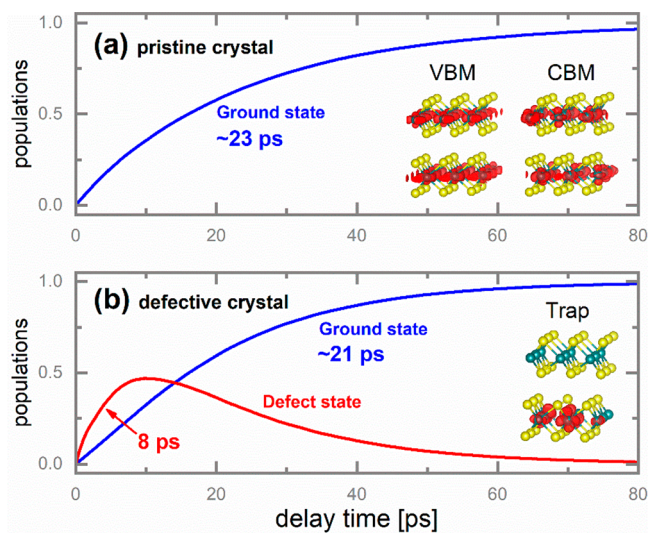 (a) pristine crystal
VBM CBM
Ground state
~23 ps
populations
1.0
0.5
0.0
0 20 40 60 80
(b) defective crystal
Trap
Ground state
~21 ps
Defect state
8 ps
populations
1.0
0.5
0.0
0 20 40 60 80
delay time [ps]